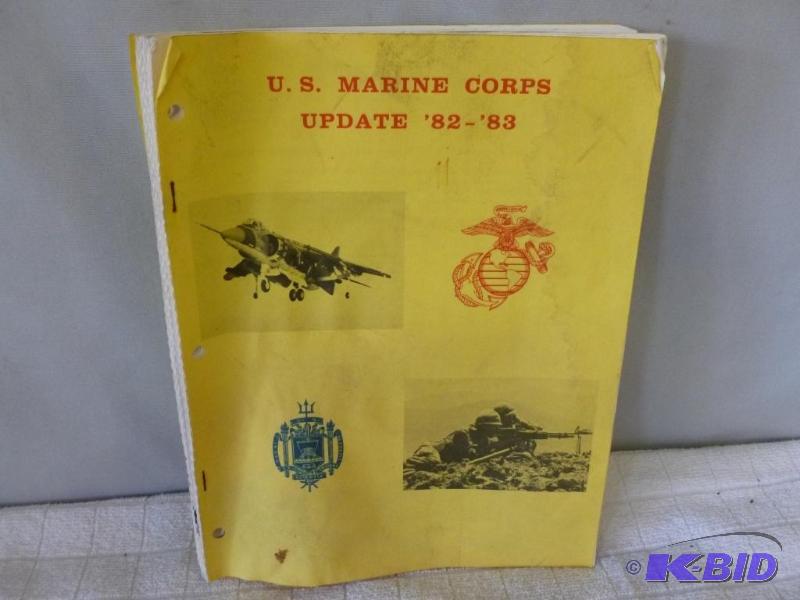 U. S. MARINE CORPS
UPDATE '82-'83
© K-BID